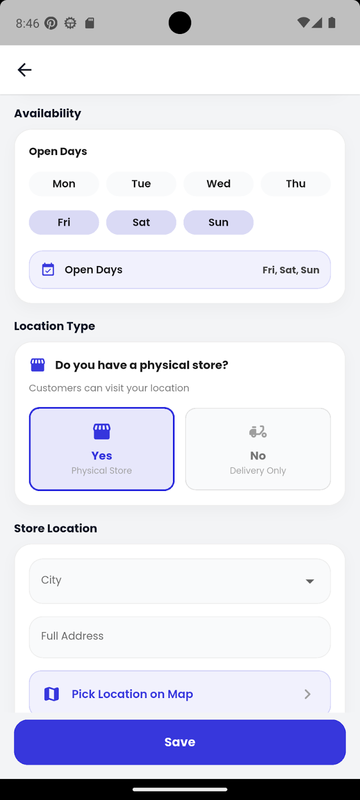 8:46
Availability
Open Days
Mon Tue Wed Thu
Fri Sat Sun
Open Days Fri, Sat, Sun
Location Type
Do you have a physical store?
Customers can visit your location
Yes No
Physical Store Delivery Only
Store Location
City
Full Address
Pick Location on Map
Save